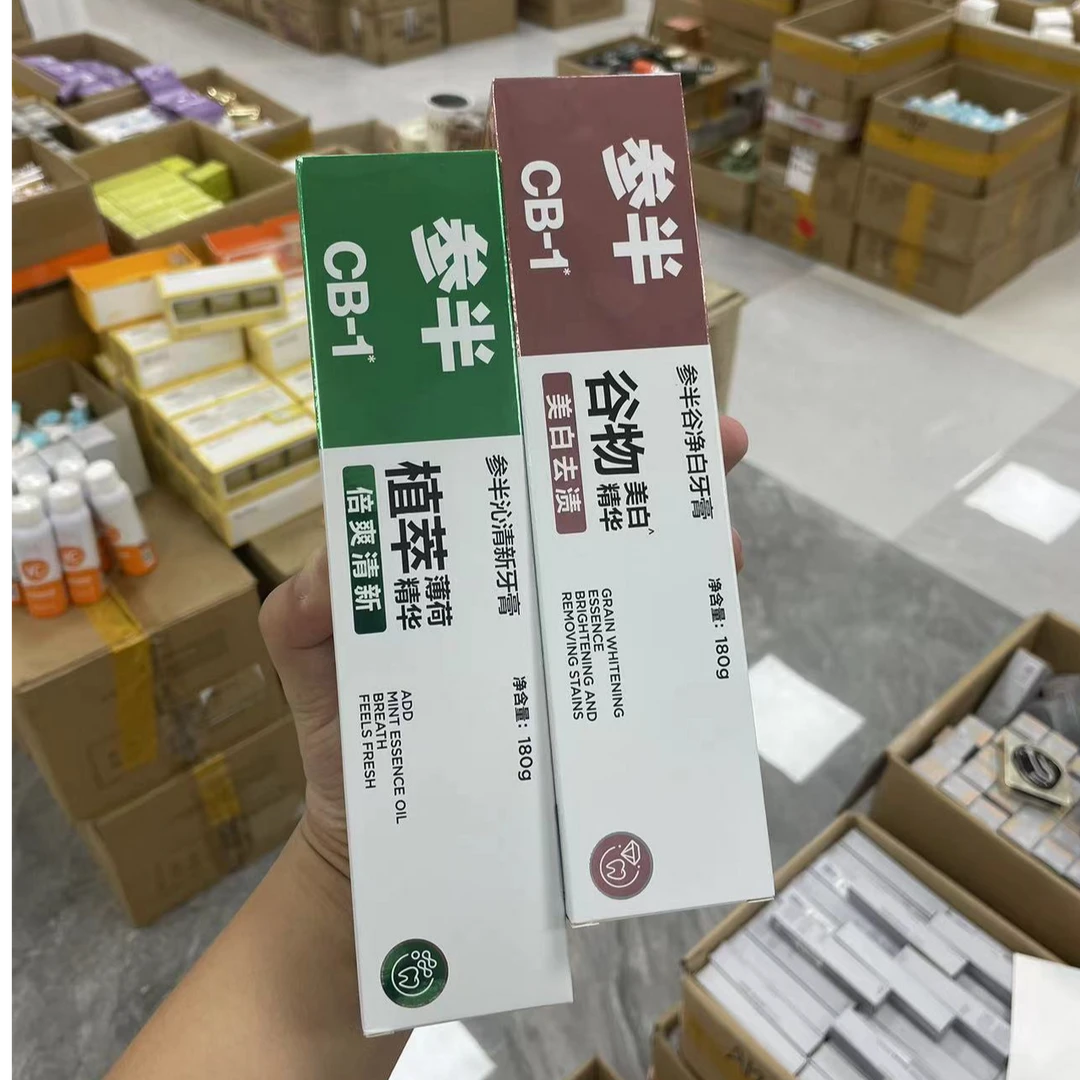 参半
CB-1*
参半沁清新牙膏
植萃薄荷精华
倍爽清新
净含量：180g
ADD
MINT ESSENCE OIL
BREATH
FEELS FRESH
参半
CB-1*
参半谷净白牙膏
谷物美白^精华
美白去渍
净含量：180g
GRAIN WHITENING
ESSENCE
BRIGHTENING AND
REMOVING STAINS
VC